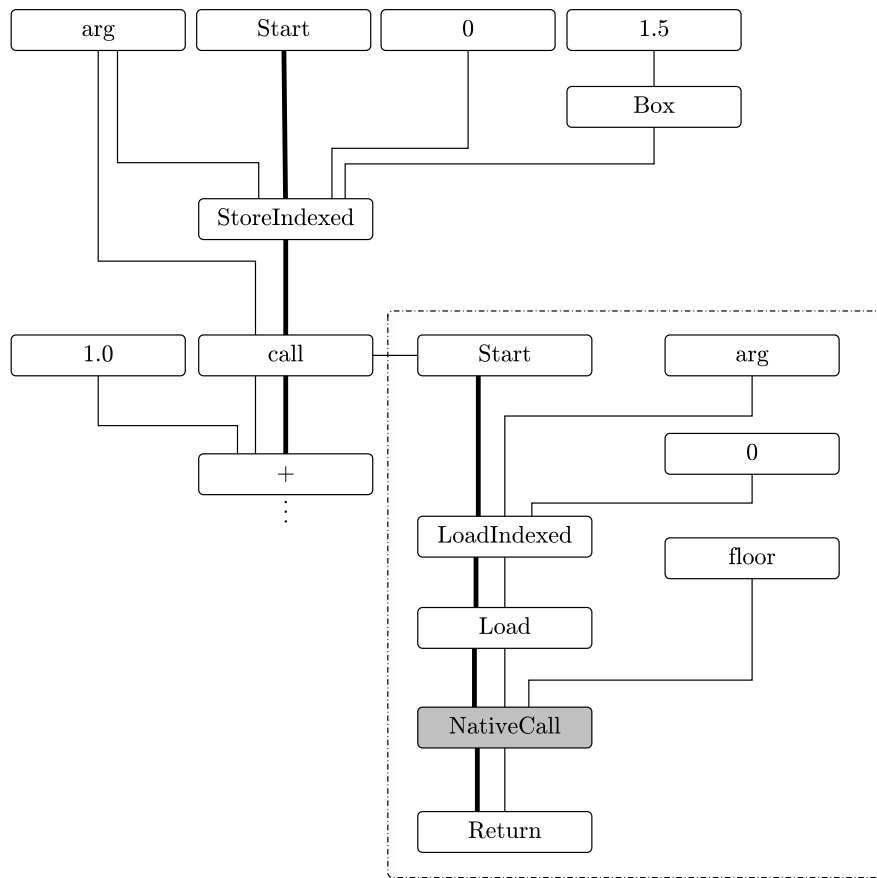 arg
Start
0
1.5
Box
StoreIndexed
1.0
call
Start
arg
0
+
⋮
LoadIndexed
floor
Load
NativeCall
Return